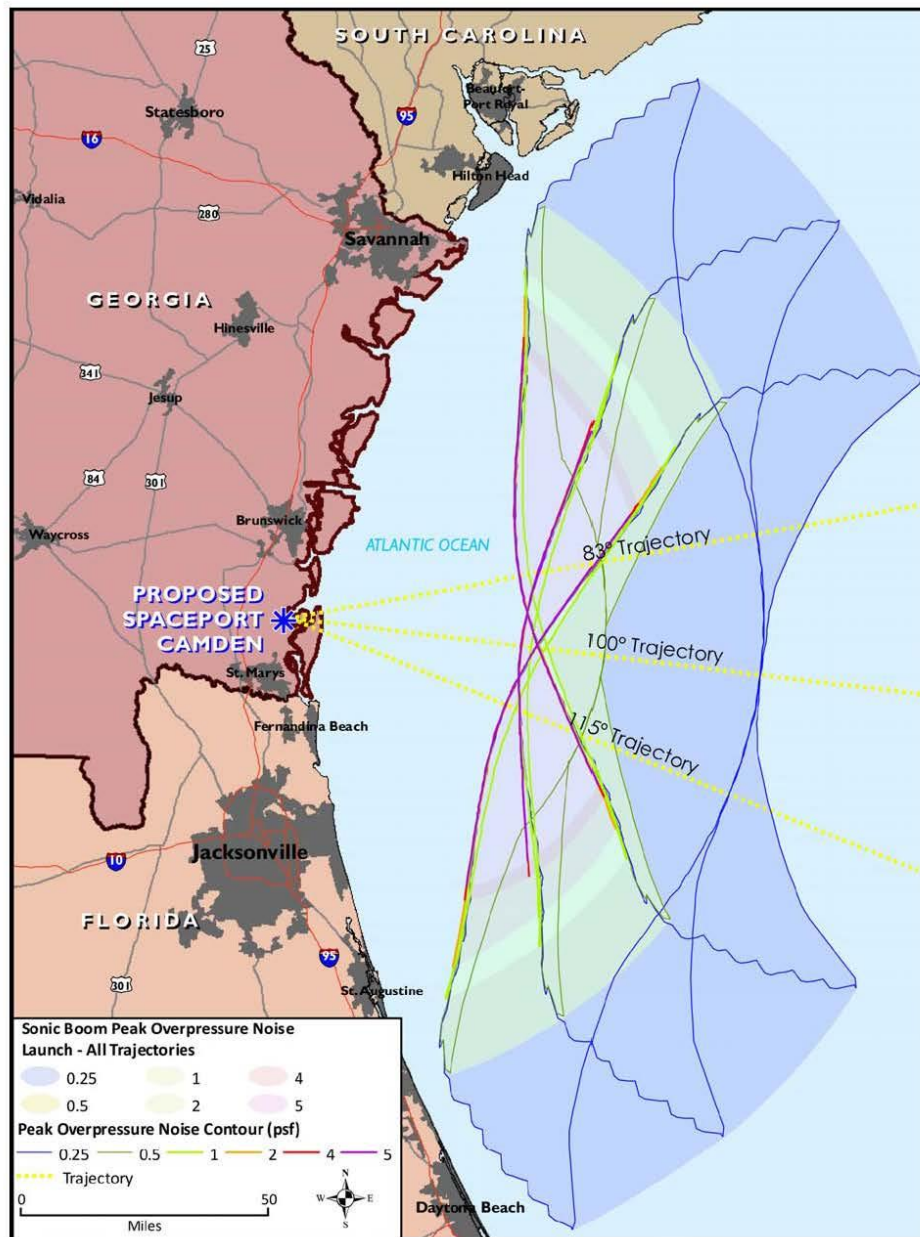 SOUTH CAROLINA
25
Beaufort-
Port Royal
Statesboro
95
16
Hilton Head
Vidalia
280
Savannah
GEORGIA
Hinesville
341
Jesup
84
301
Brunswick
Waycross
ATLANTIC OCEAN
83° Trajectory
PROPOSED
SPACEPORT
CAMDEN
100° Trajectory
St. Marys
Fernandina Beach
115° Trajectory
10
Jacksonville
FLORIDA
95
301
St. Augustine
Sonic Boom Peak Overpressure Noise
Launch - All Trajectories
0.25 1 4
0.5 2 5
Peak Overpressure Noise Contour (psf)
0.25 0.5 1 2 4 5
Trajectory
0 50
Miles
N
W E
S
Daytona Beach